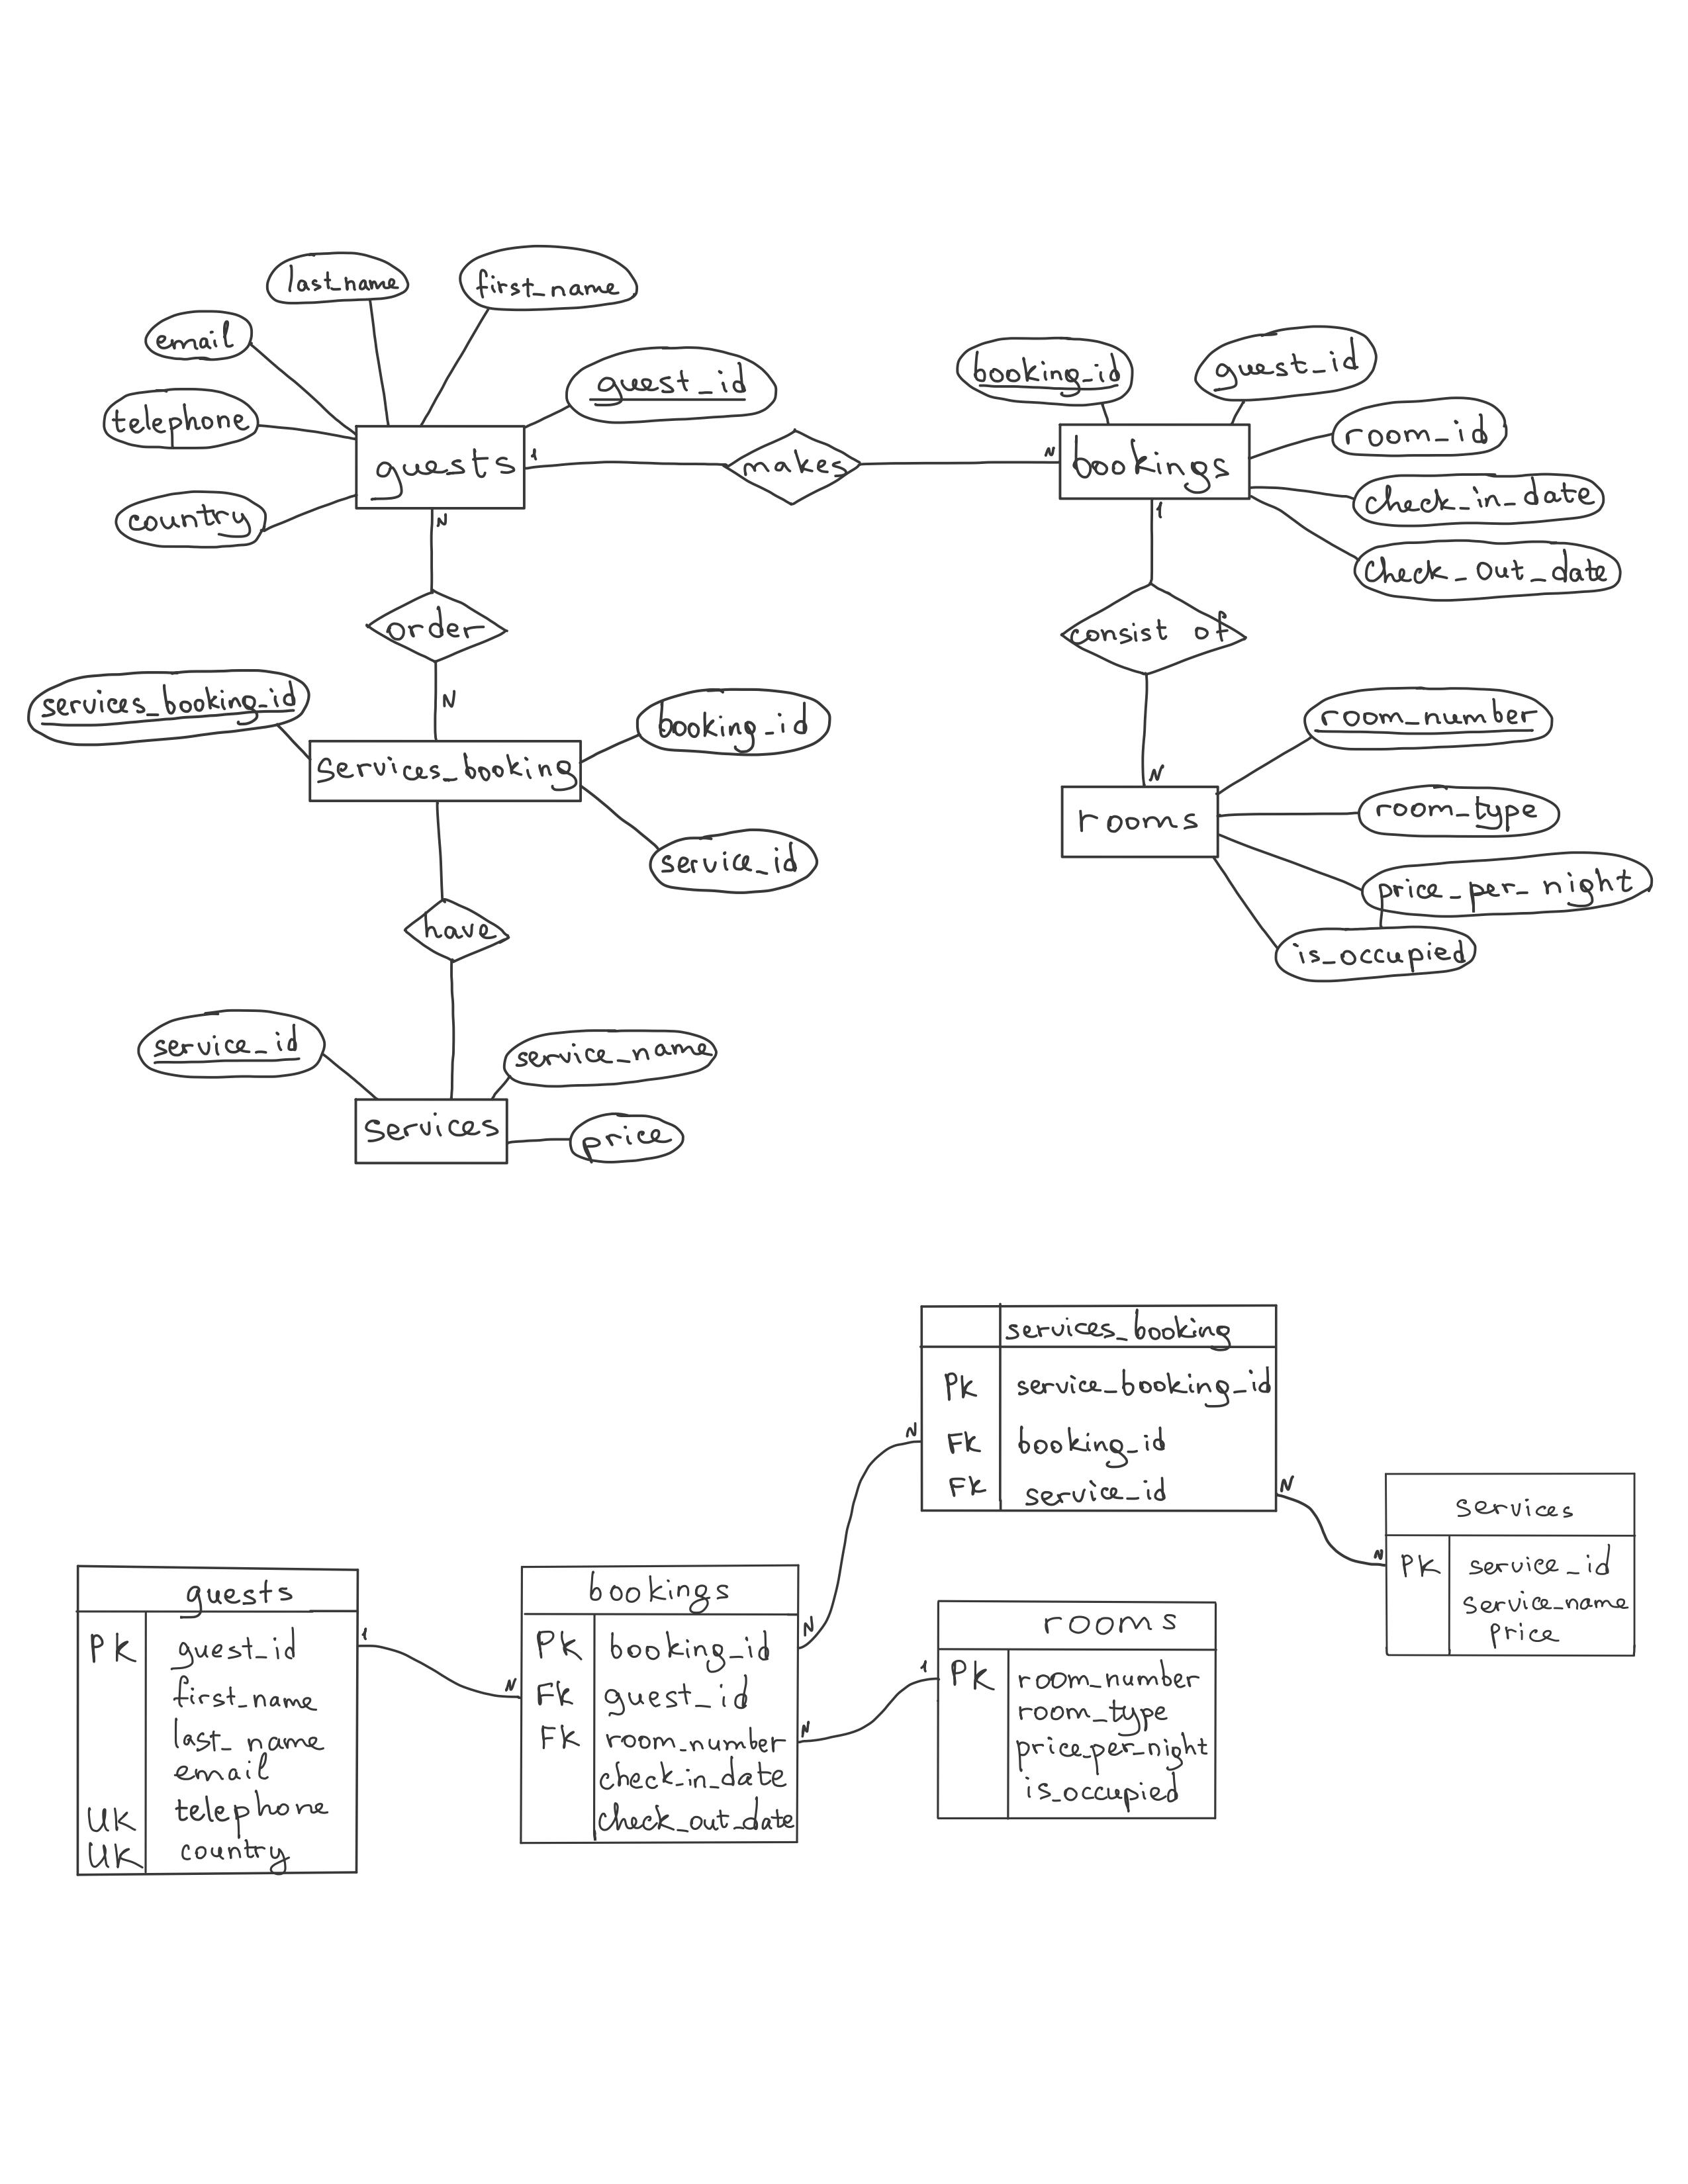 last_name
first_name
email
guest_id
telephone
guests
1
makes
N
bookings
country
N
booking_id
guest_id
room_id
check_in_date
check_out_date
1
order
consist of
N
services_booking_id
booking_id
services_booking
service_id
N
room_number
rooms
room_type
price_per_night
is_occupied
have
service_id
service_name
services
price
services_booking
PK service_booking_id
FK booking_id
FK service_id
N
N
N
N
services
PK service_id
service_name
price
guests
PK guest_id
first_name
last_name
email
UK telephone
UK country
1
N
bookings
PK booking_id
FK guest_id
FK room_number
check_in_date
check_out_date
N
1
rooms
PK room_number
room_type
price_per_night
is_occupied